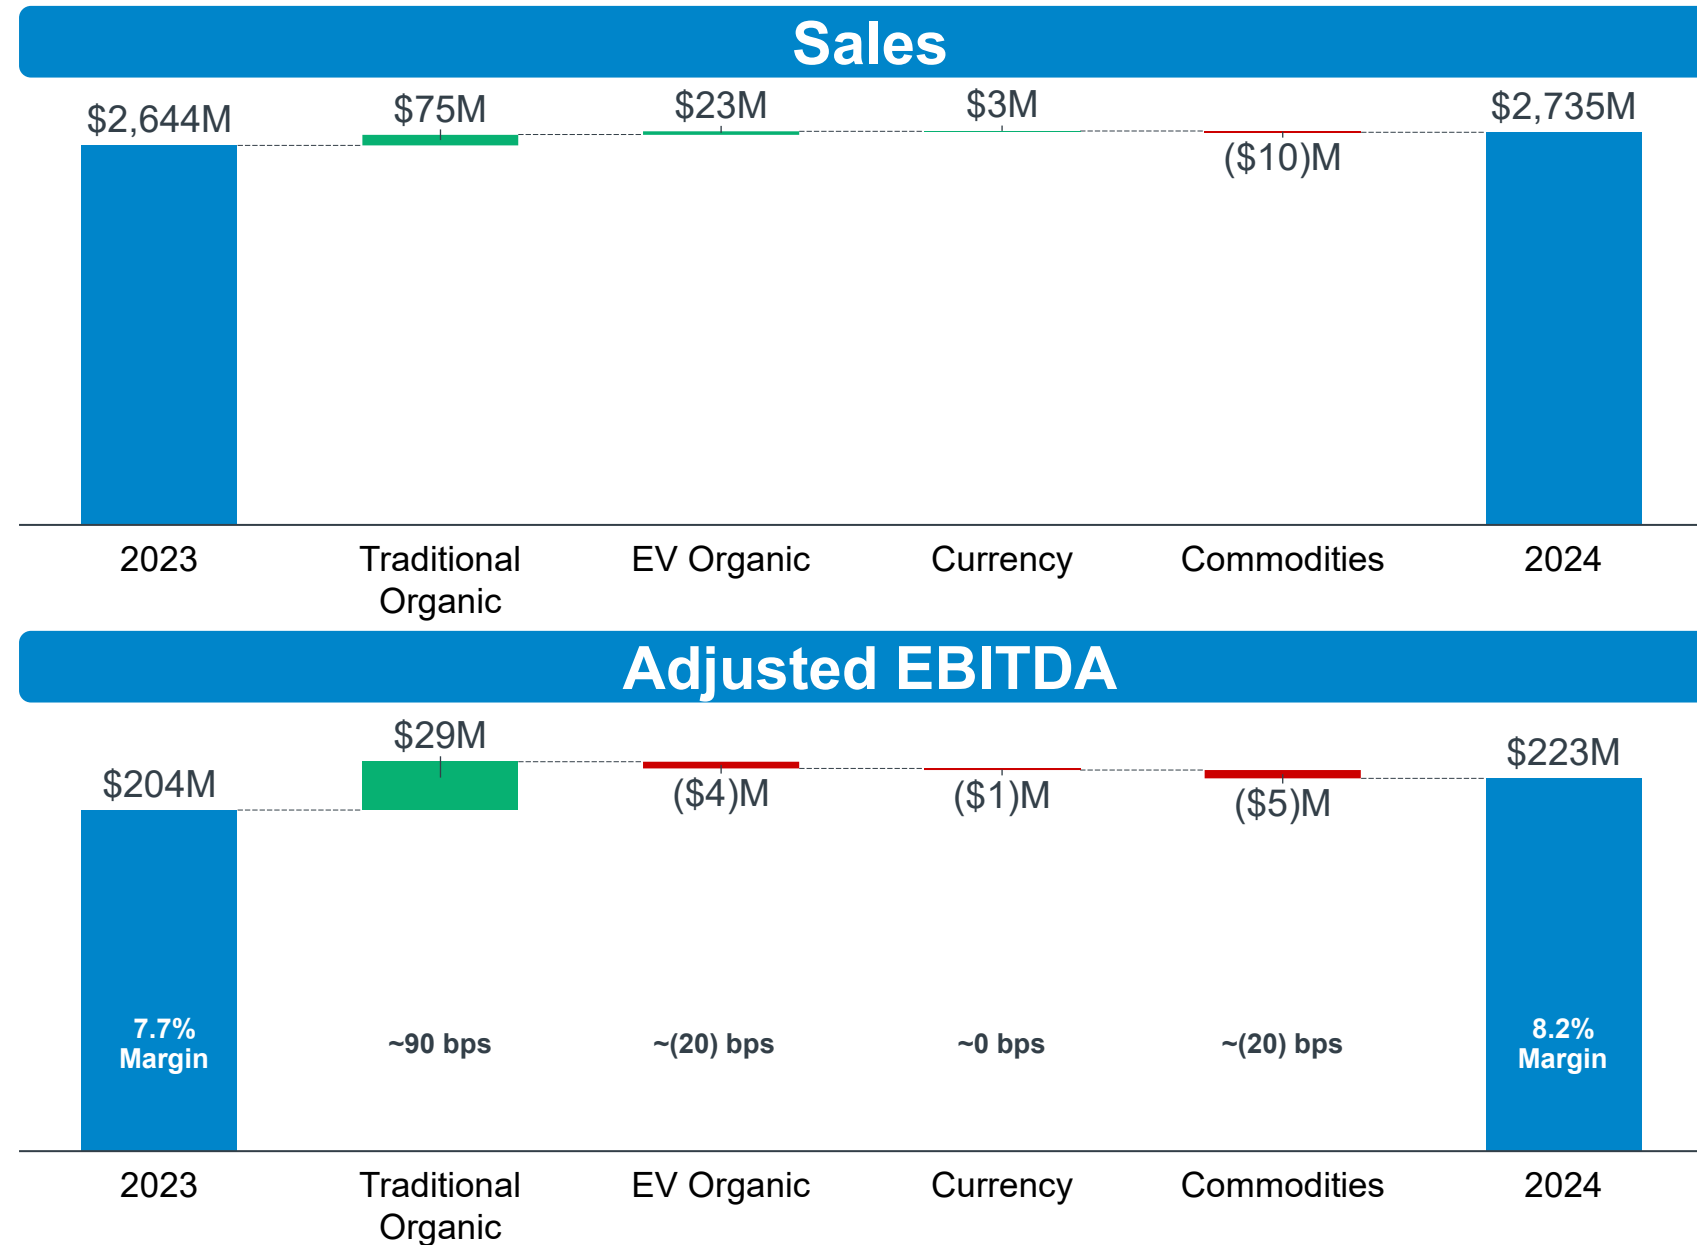 Sales
$2,644M
$75M
$23M
$3M
($10)M
$2,735M
2023
Traditional
Organic
EV Organic
Currency
Commodities
2024
Adjusted EBITDA
$204M
$29M
($4)M
($1)M
($5)M
$223M
7.7%
Margin
~90 bps
~(20) bps
~0 bps
~(20) bps
8.2%
Margin
2023
Traditional
Organic
EV Organic
Currency
Commodities
2024